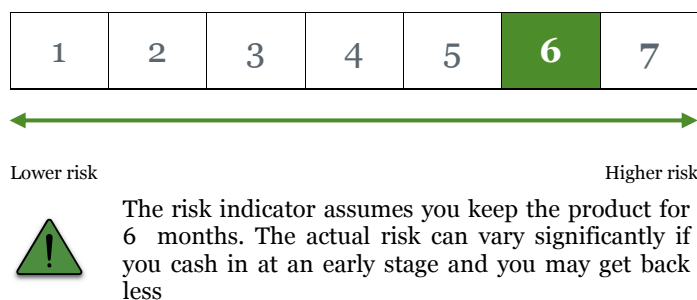 1 2 3 4 5 6 7
Lower risk Higher risk
The risk indicator assumes you keep the product for
6 months. The actual risk can vary significantly if
you cash in at an early stage and you may get back
less